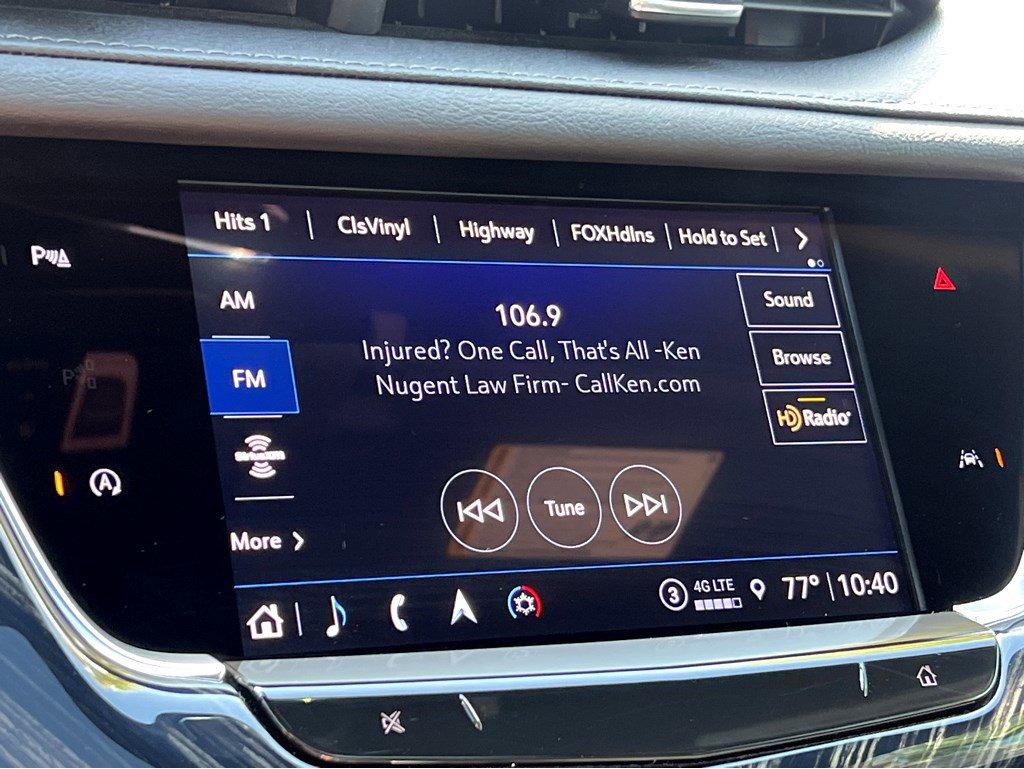 Hits 1 | ClsVinyl | Highway | FOXHdlns | Hold to Set |
AM
106.9
Sound
Injured? One Call, That's All -Ken
Nugent Law Firm- CallKen.com
Browse
FM
HD Radio
SiriusXM
P
A
Tune
More
3 4G LTE 77° | 10:40